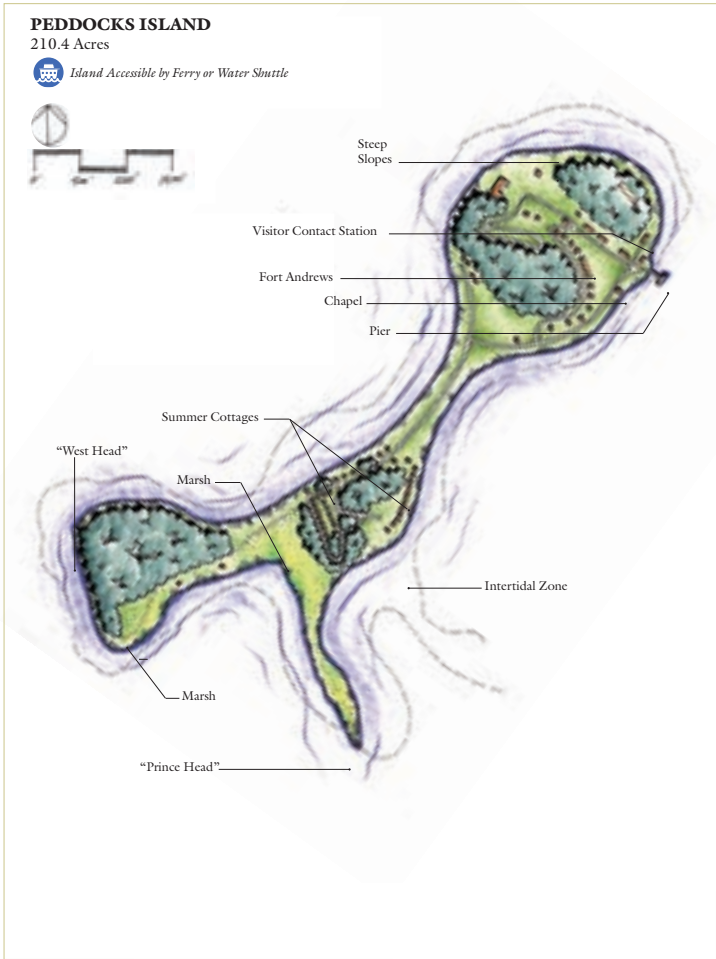 PEDDOCKS ISLAND
210.4 Acres
Island Accessible by Ferry or Water Shuttle
Steep
Slopes
Visitor Contact Station
Fort Andrews
Chapel
Pier
Summer Cottages
“West Head”
Marsh
Intertidal Zone
Marsh
“Prince Head”